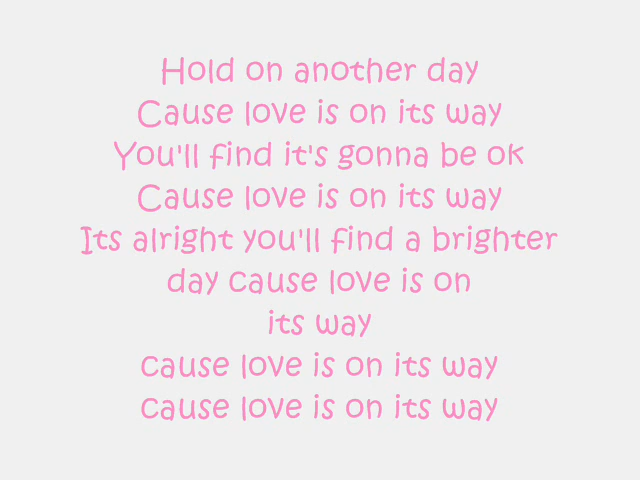 Hold on another day
Cause love is on its way
You'll find it's gonna be ok
Cause love is on its way
Its alright you'll find a brighter
day cause love is on
its way
cause love is on its way
cause love is on its way